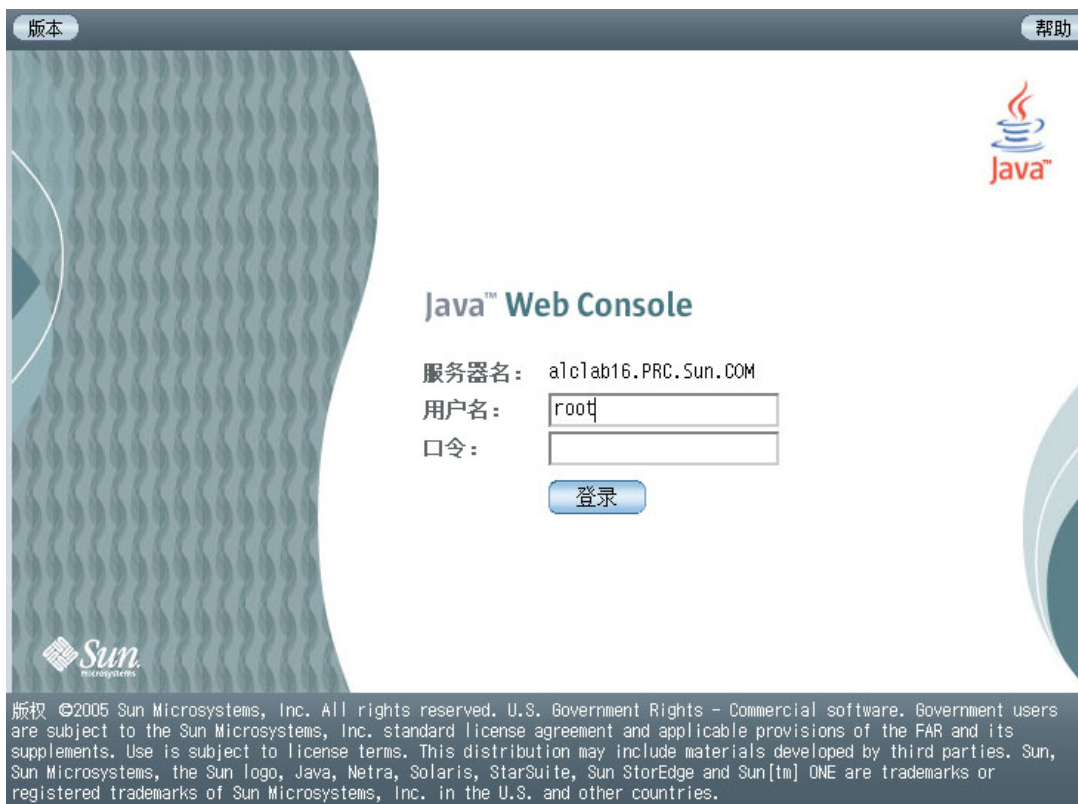 版本
帮助
Java™
Java™ Web Console
服务器名： alclab16.PRC.Sun.COM
用户名： root
口令：
登录
Sun
microsystems
版权 ©2005 Sun Microsystems, Inc. All rights reserved. U.S. Government Rights - Commercial software. Government users
are subject to the Sun Microsystems, Inc. standard license agreement and applicable provisions of the FAR and its
supplements. Use is subject to license terms. This distribution may include materials developed by third parties. Sun,
Sun Microsystems, the Sun logo, Java, Netra, Solaris, StarSuite, Sun StorEdge and Sun[tm] ONE are trademarks or
registered trademarks of Sun Microsystems, Inc. in the U.S. and other countries.